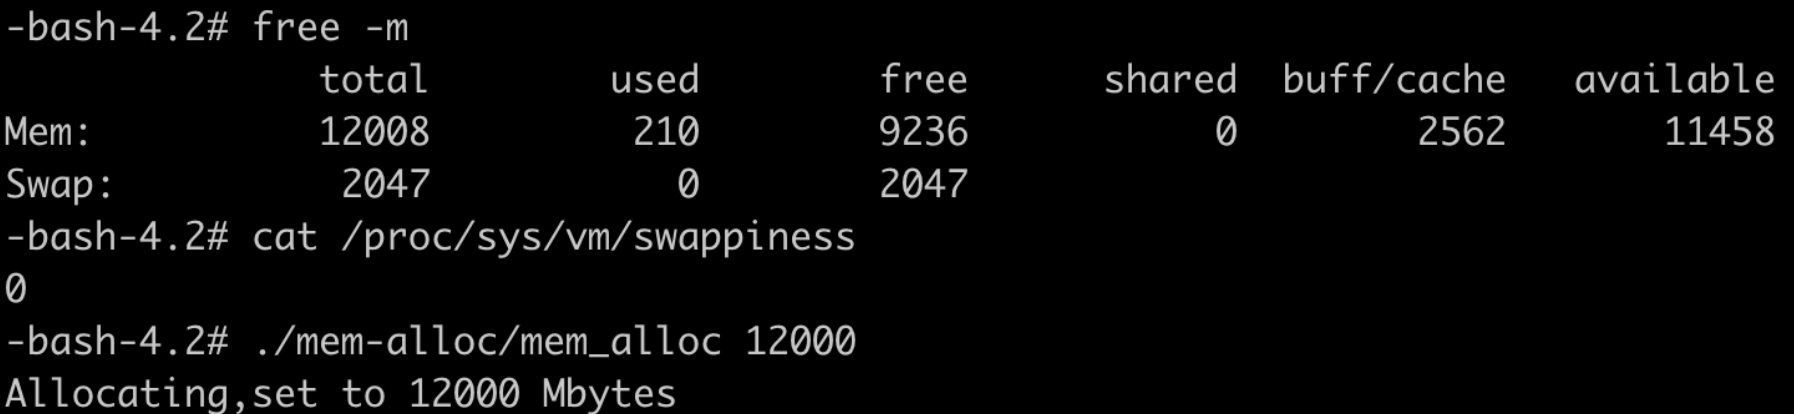 -bash-4.2# free -m
              total        used        free      shared  buff/cache   available
Mem:          12008         210        9236           0        2562       11458
Swap:          2047           0        2047
-bash-4.2# cat /proc/sys/vm/swappiness
0
-bash-4.2# ./mem-alloc/mem_alloc 12000
Allocating,set to 12000 Mbytes